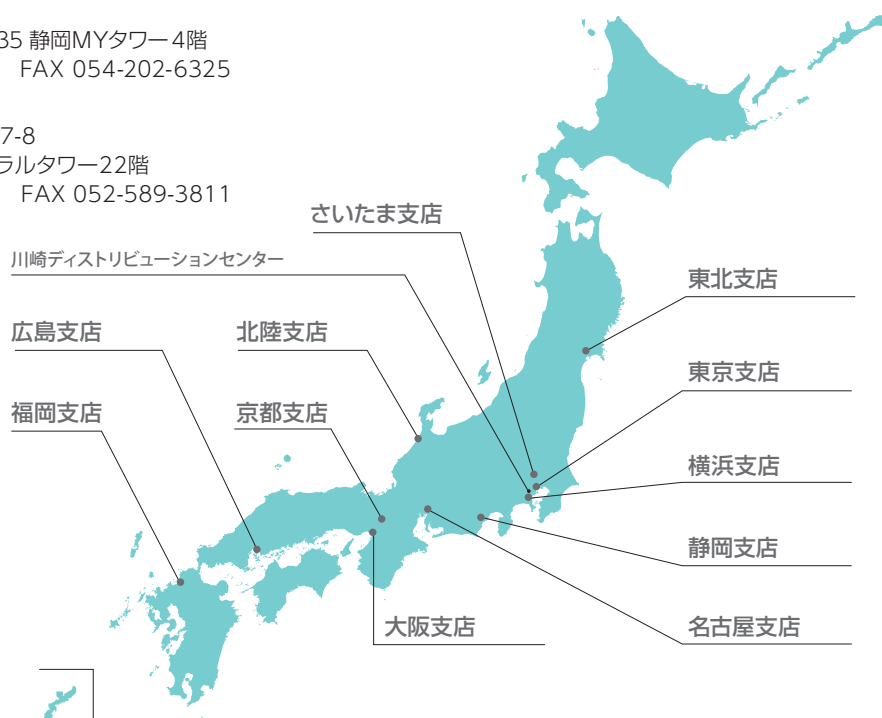 35 静岡MYタワー4階
FAX 054-202-6325
7-8
ラルタワー22階
FAX 052-589-3811
さいたま支店
川崎ディストリビューションセンター
東北支店
広島支店
北陸支店
東京支店
福岡支店
京都支店
横浜支店
静岡支店
大阪支店
名古屋支店